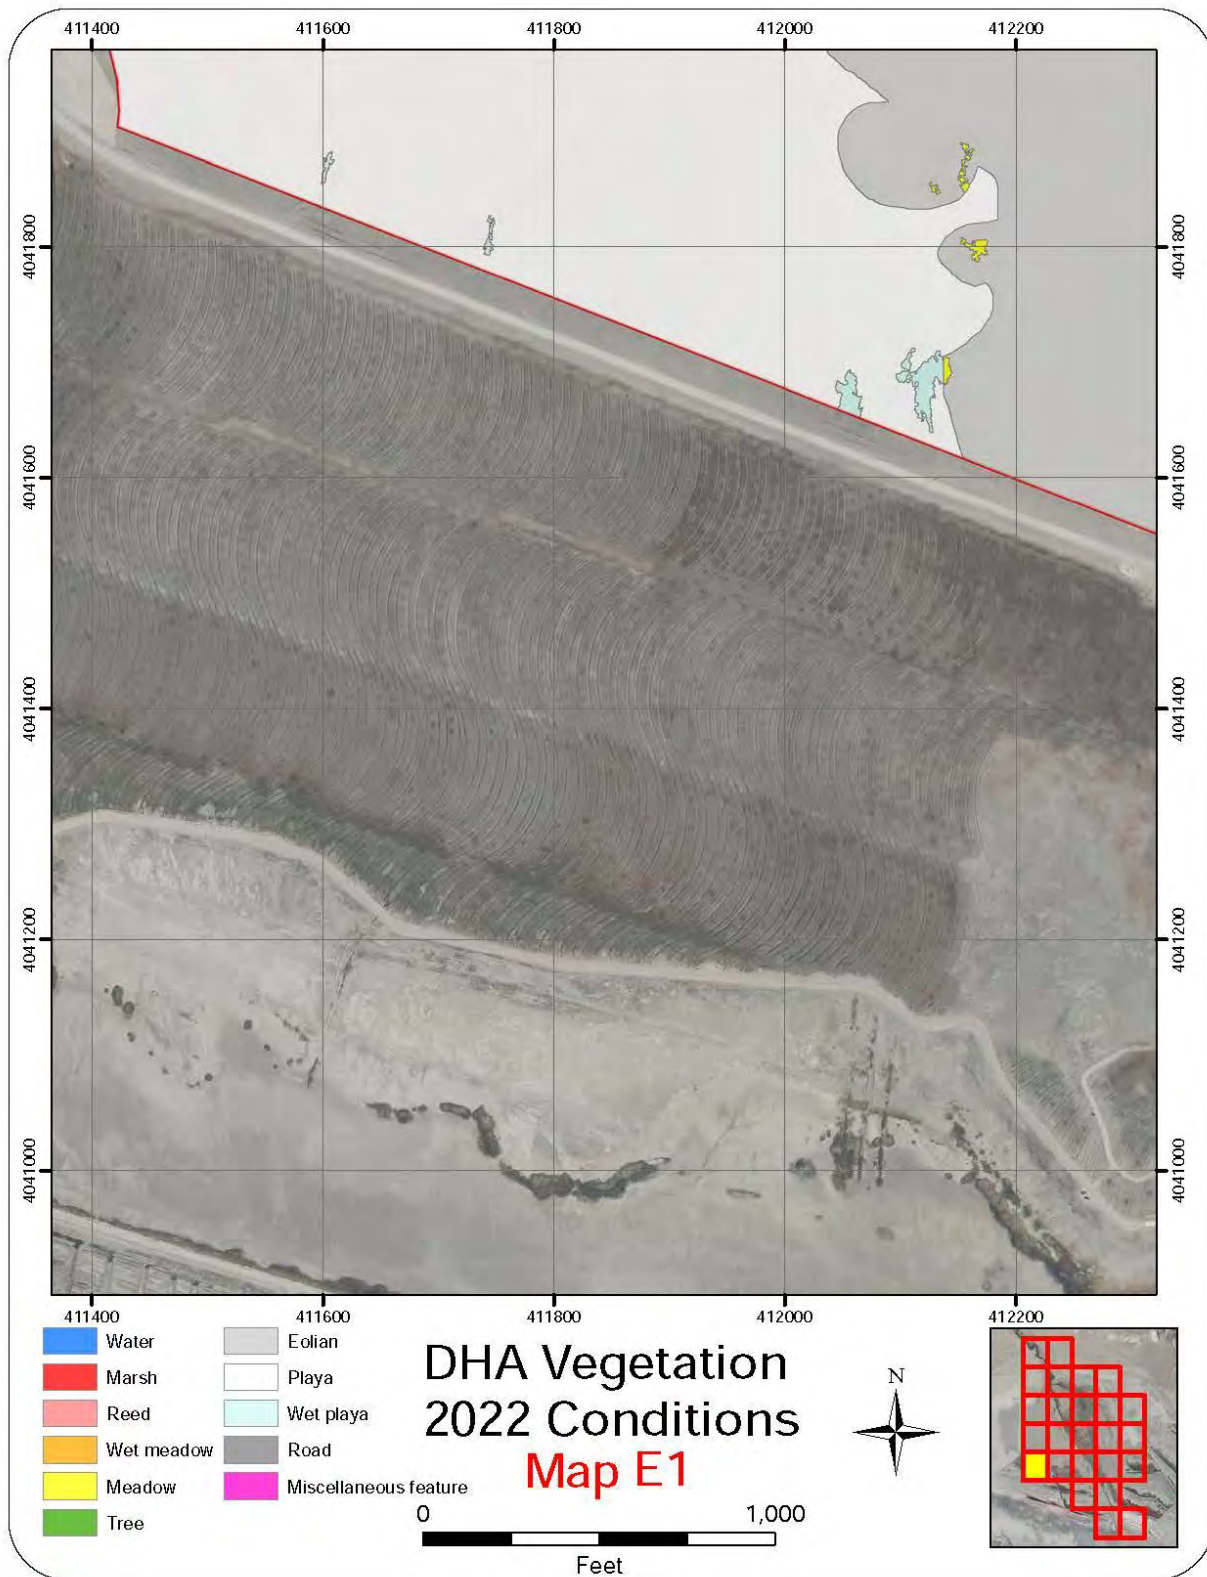 411400 411600 411800 412000 412200
4041800 4041800
4041600 4041600
4041400 4041400
4041200 4041200
4041000 4041000
411400 411600 411800 412000 412200
Water
Marsh
Reed
Wet meadow
Meadow
Tree
Eolian
Playa
Wet playa
Road
Miscellaneous feature
DHA Vegetation
2022 Conditions
Map E1
0 1,000
Feet
N